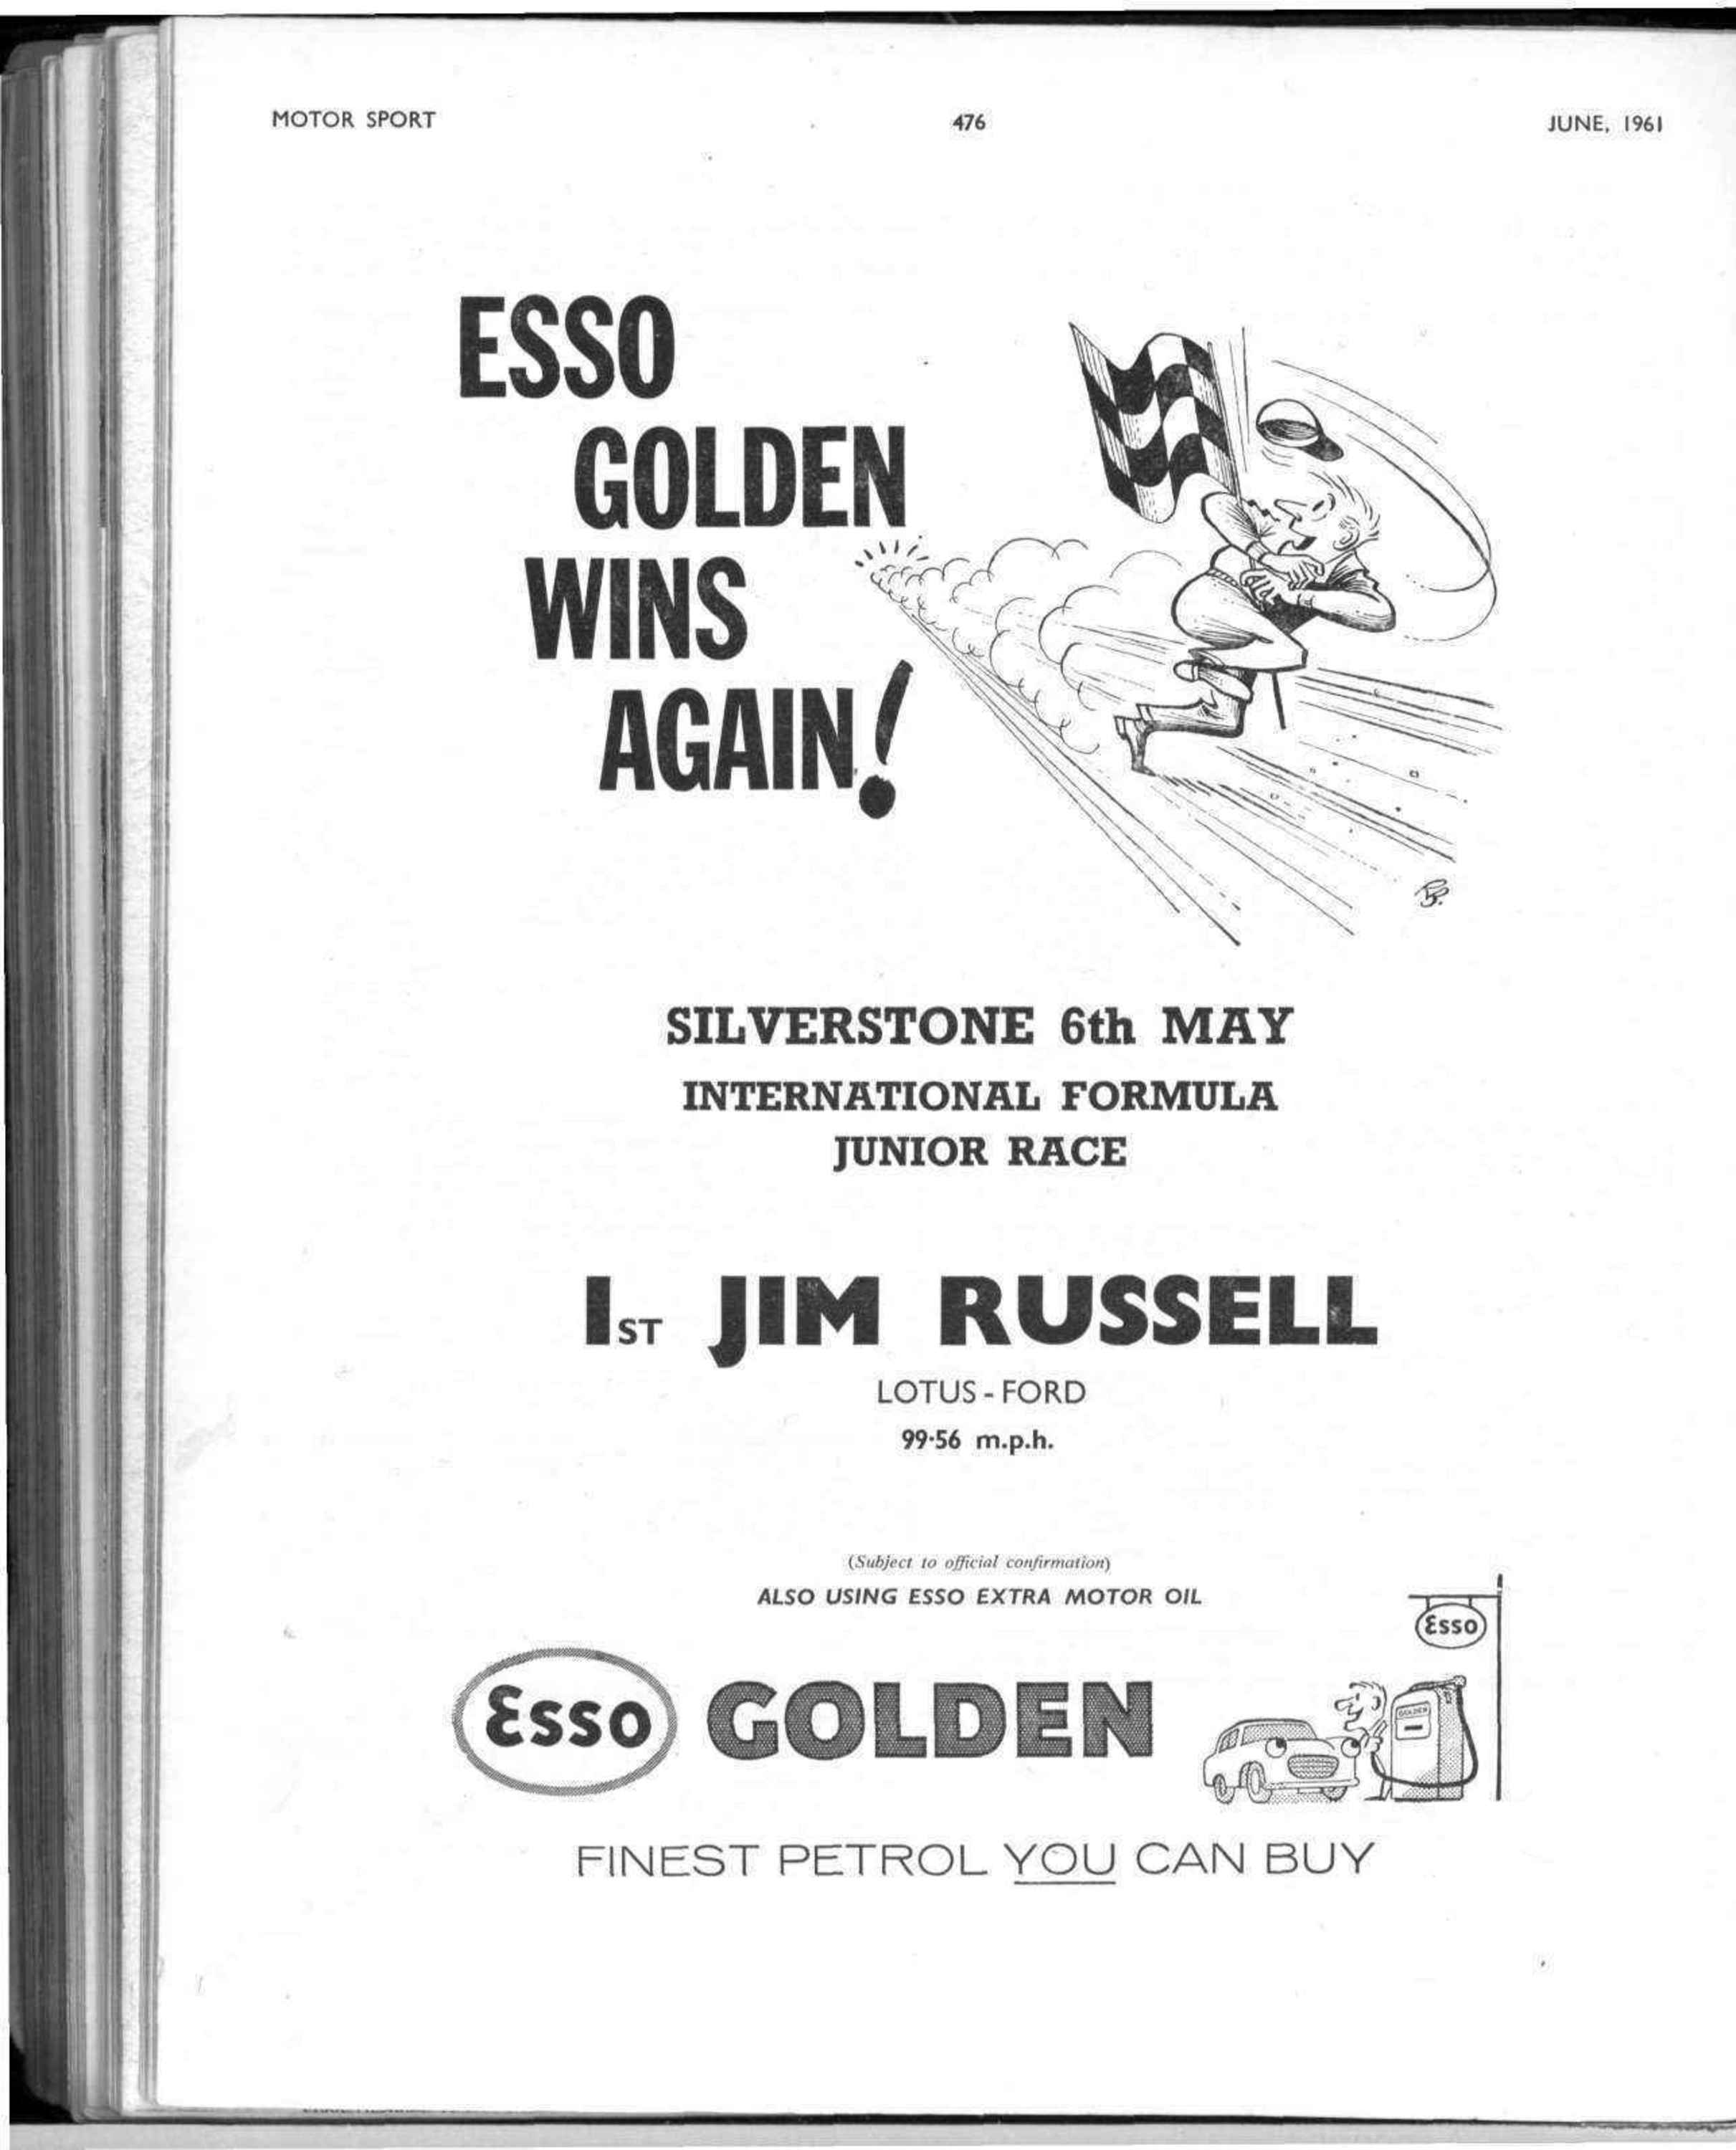 MOTOR SPORT 476 JUNE, 1961
ESSO
GOLDEN
WINS
AGAIN!
SILVERSTONE 6th MAY
INTERNATIONAL FORMULA
JUNIOR RACE
1ST JIM RUSSELL
LOTUS - FORD
99·56 m.p.h.
(Subject to official confirmation)
ALSO USING ESSO EXTRA MOTOR OIL
Esso
Esso GOLDEN
GOLDEN
FINEST PETROL YOU CAN BUY